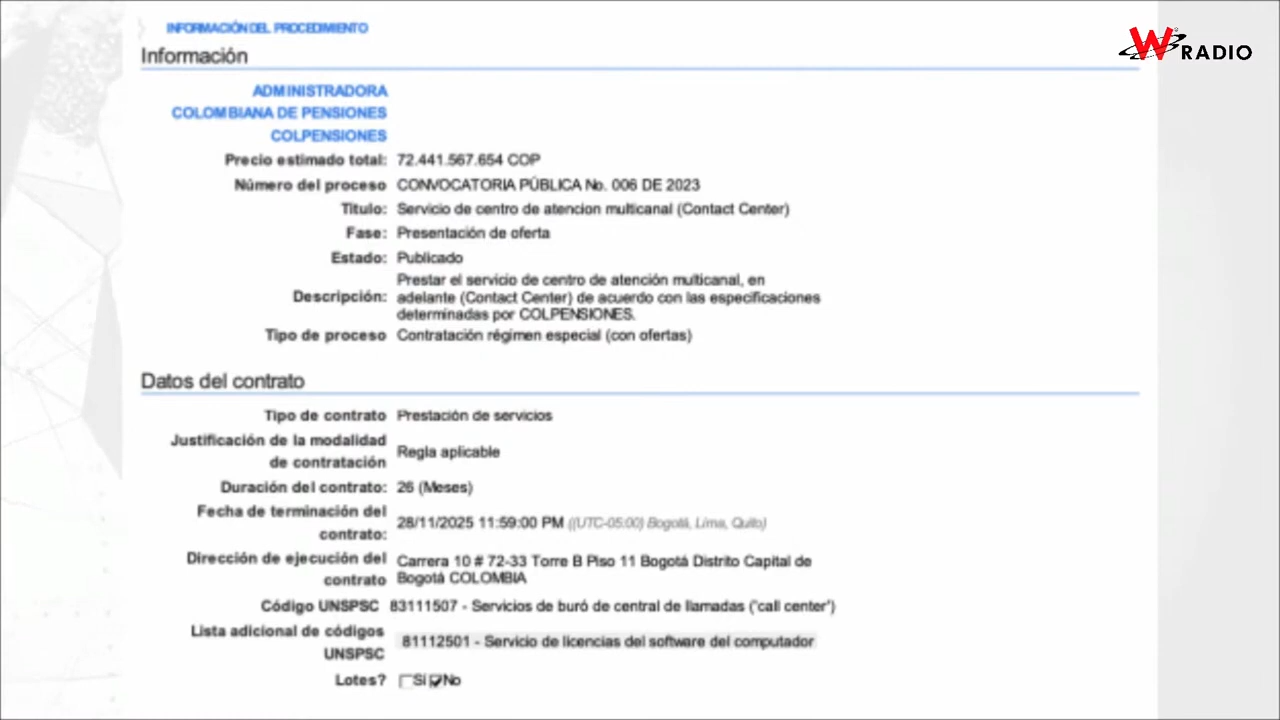 INFORMACIÓN DEL PROCEDIMIENTO
W RADIO
Información
ADMINISTRADORA
COLOMBIANA DE PENSIONES
COLPENSIONES
Precio estimado total: 72.441.567.654 COP
Número del proceso CONVOCATORIA PÚBLICA No. 006 DE 2023
Titulo: Servicio de centro de atencion multicanal (Contact Center)
Fase: Presentación de oferta
Estado: Publicado
Descripción: Prestar el servicio de centro de atención multicanal, en
adelante (Contact Center) de acuerdo con las especificaciones
determinadas por COLPENSIONES.
Tipo de proceso Contratación régimen especial (con ofertas)
Datos del contrato
Tipo de contrato Prestación de servicios
Justificación de la modalidad
de contratación Regla aplicable
Duración del contrato: 26 (Meses)
Fecha de terminación del
contrato: 28/11/2025 11:59:00 PM ((UTC-05:00) Bogotá, Lima, Quito)
Dirección de ejecución del
contrato Carrera 10 # 72-33 Torre B Piso 11 Bogotá Distrito Capital de
Bogotá COLOMBIA
Código UNSPSC 83111507 - Servicios de buró de central de llamadas ('call center')
Lista adicional de códigos
UNSPSC 81112501 - Servicio de licencias del software del computador
Lotes? Sí No